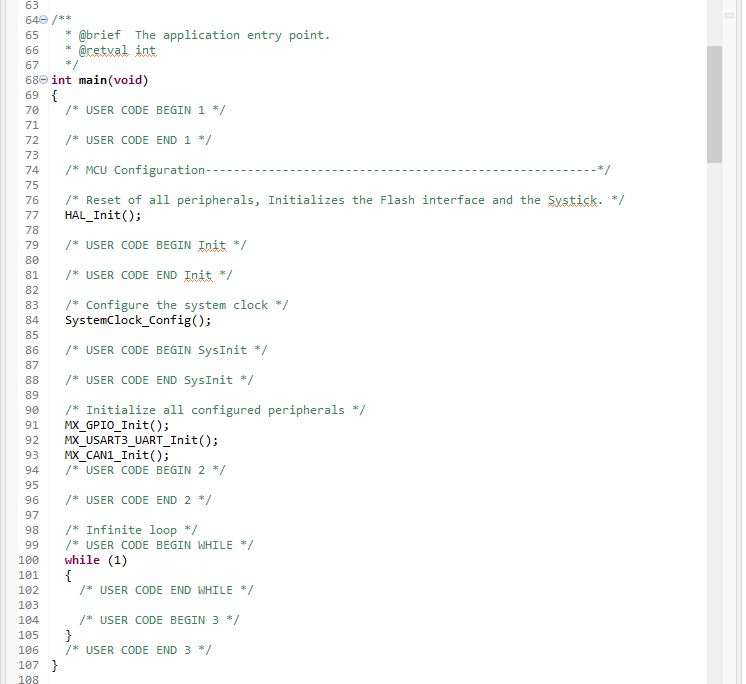 63
64 /**
65  * @brief  The application entry point.
66  * @retval int
67  */
68 int main(void)
69 {
70   /* USER CODE BEGIN 1 */
71
72   /* USER CODE END 1 */
73
74   /* MCU Configuration--------------------------------------------------------*/
75
76   /* Reset of all peripherals, Initializes the Flash interface and the Systick. */
77   HAL_Init();
78
79   /* USER CODE BEGIN Init */
80
81   /* USER CODE END Init */
82
83   /* Configure the system clock */
84   SystemClock_Config();
85
86   /* USER CODE BEGIN SysInit */
87
88   /* USER CODE END SysInit */
89
90   /* Initialize all configured peripherals */
91   MX_GPIO_Init();
92   MX_USART3_UART_Init();
93   MX_CAN1_Init();
94   /* USER CODE BEGIN 2 */
95
96   /* USER CODE END 2 */
97
98   /* Infinite loop */
99   /* USER CODE BEGIN WHILE */
100   while (1)
101   {
102     /* USER CODE END WHILE */
103
104     /* USER CODE BEGIN 3 */
105   }
106   /* USER CODE END 3 */
107 }
108